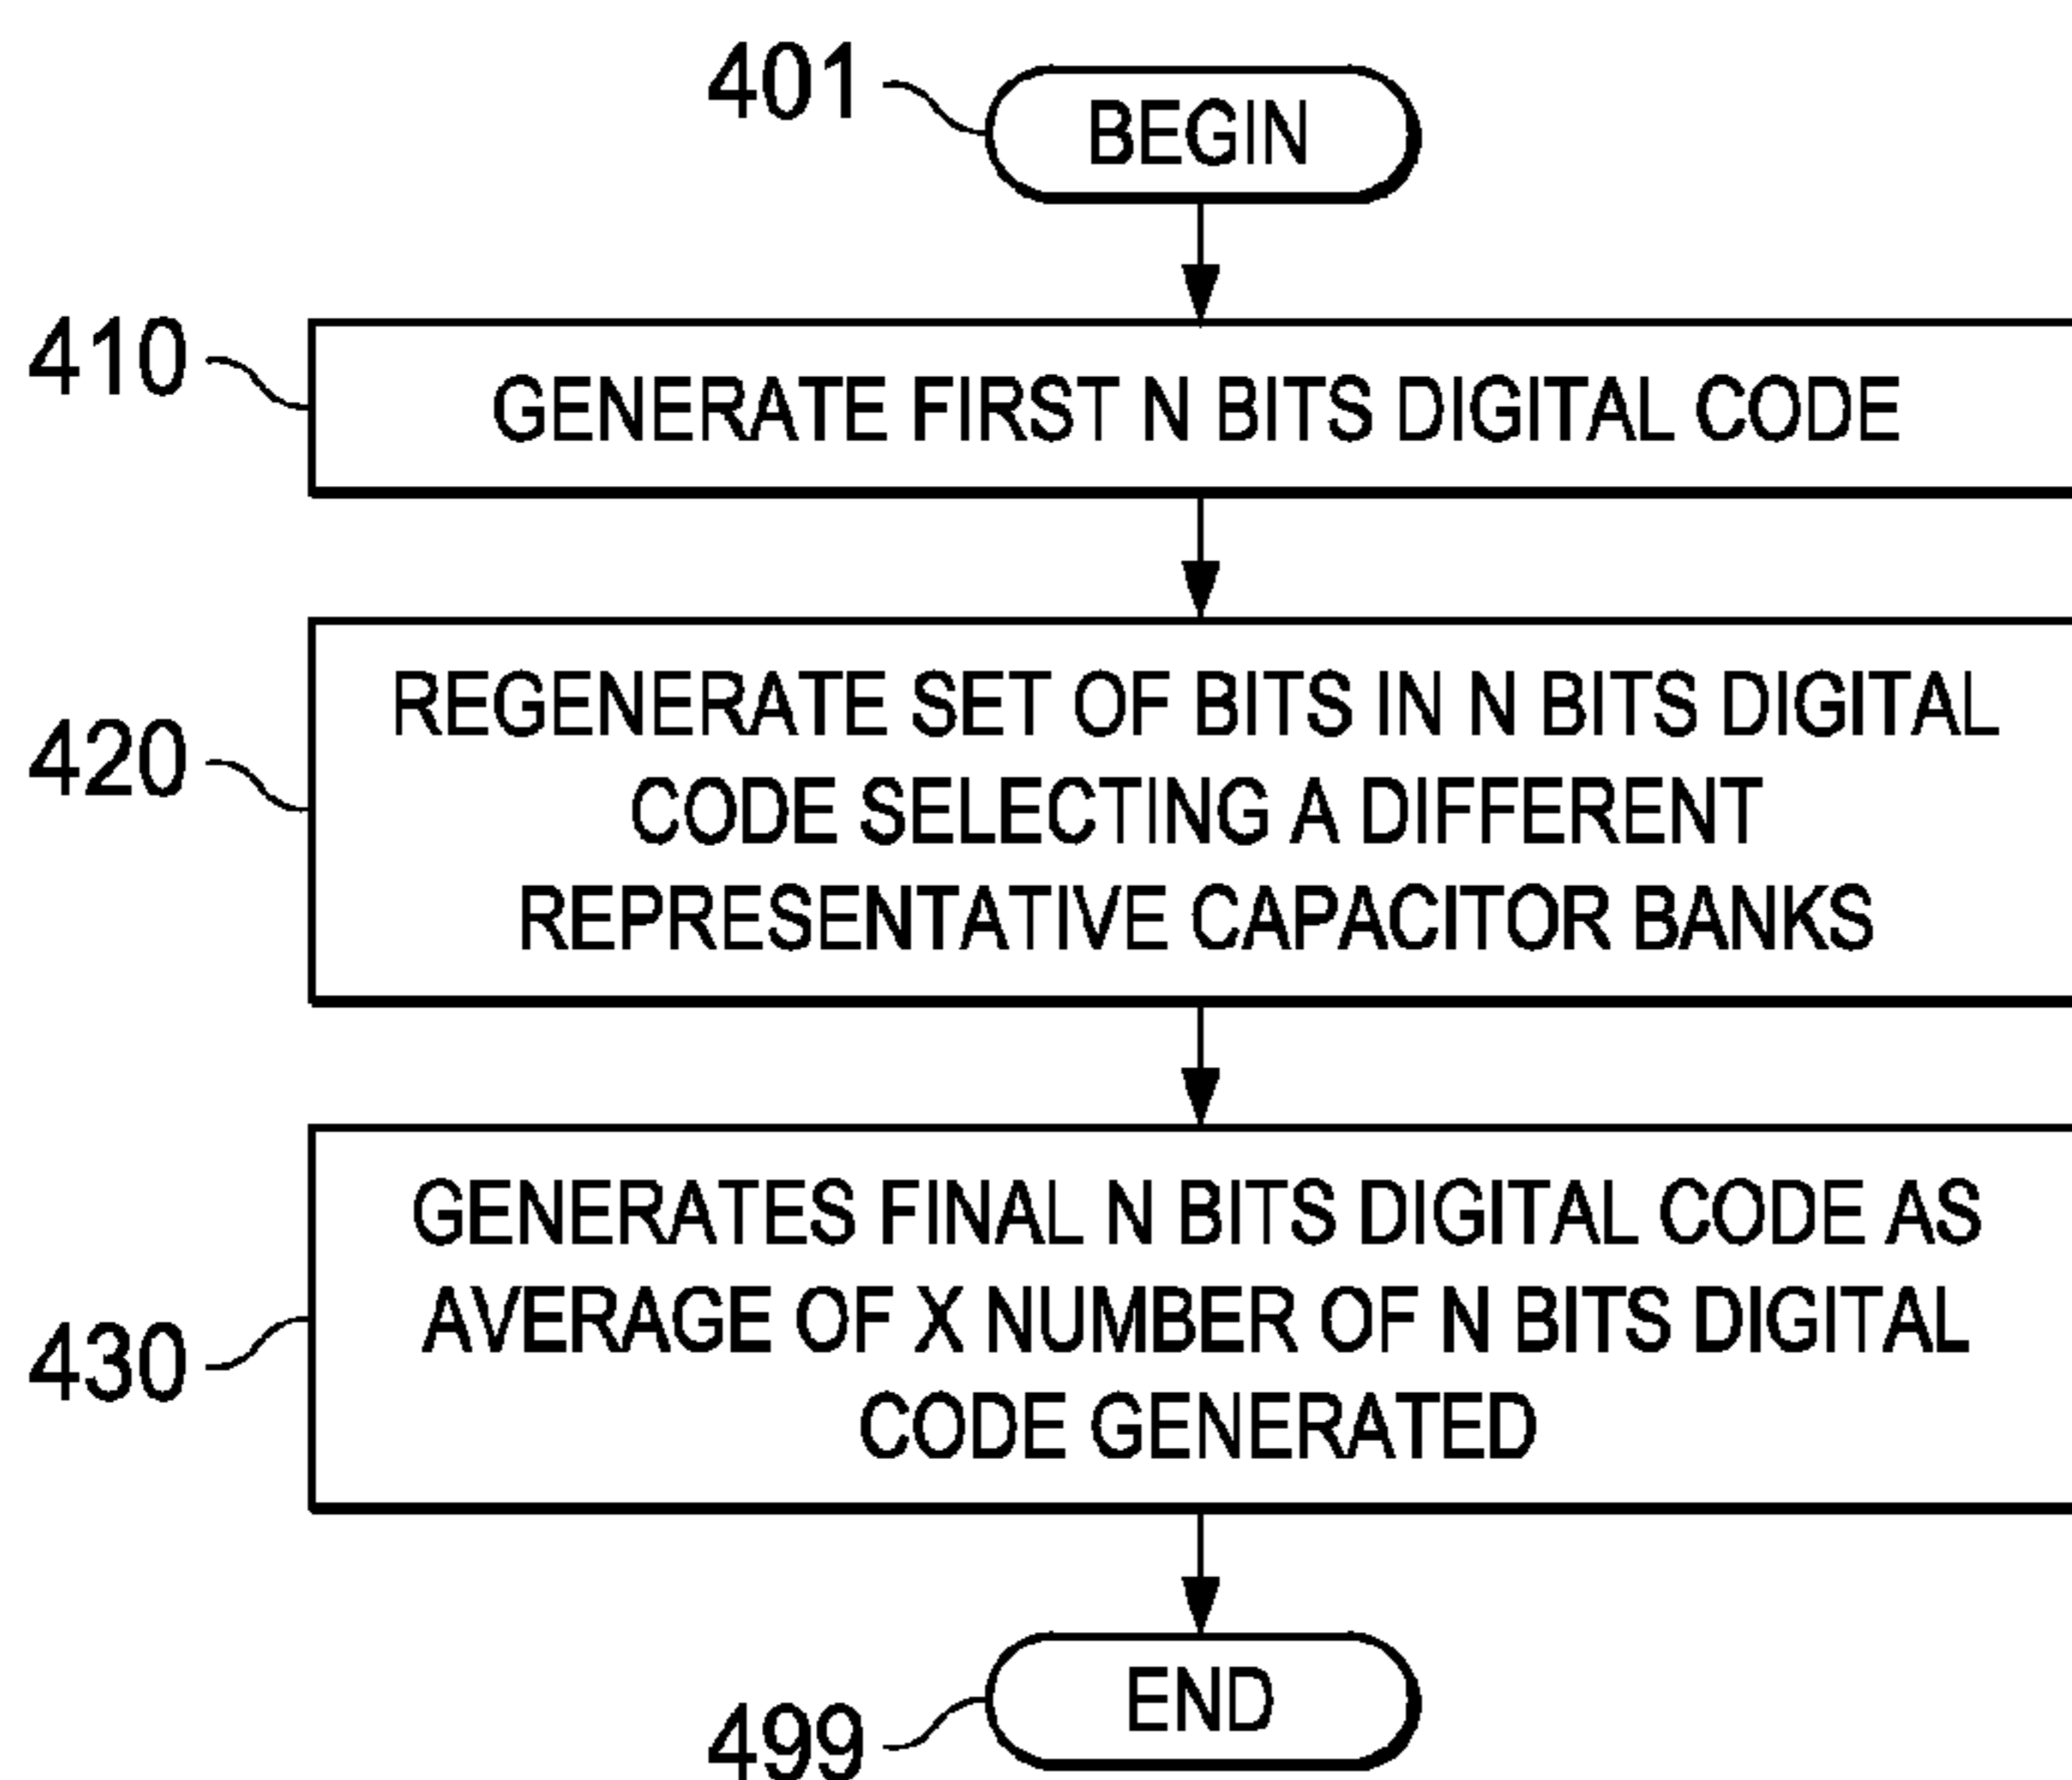 401
BEGIN
410
GENERATE FIRST N BITS DIGITAL CODE
420
REGENERATE SET OF BITS IN N BITS DIGITAL
CODE SELECTING A DIFFERENT
REPRESENTATIVE CAPACITOR BANKS
430
GENERATES FINAL N BITS DIGITAL CODE AS
AVERAGE OF X NUMBER OF N BITS DIGITAL
CODE GENERATED
499
END